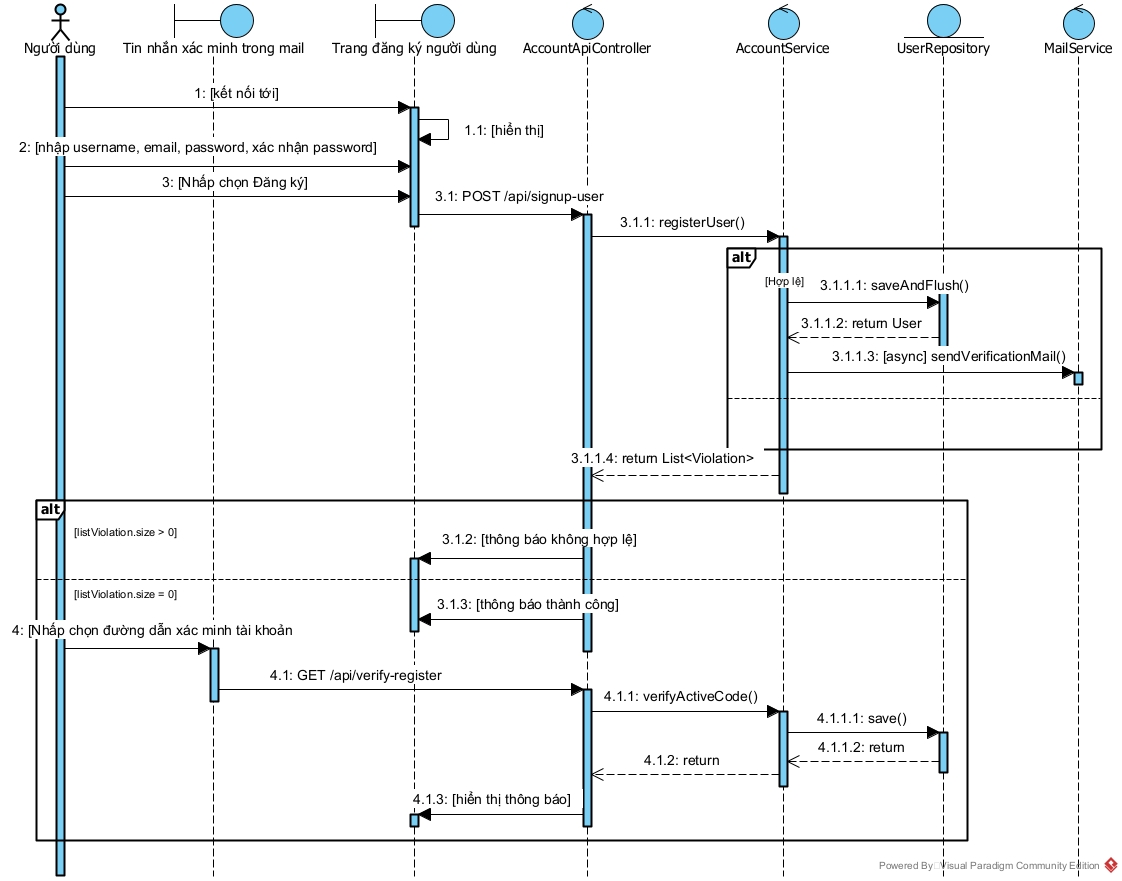 Người dùng
Tin nhắn xác minh trong mail
Trang đăng ký người dùng
AccountApiController
AccountService
UserRepository
MailService
1: [kết nối tới]
1.1: [hiển thị]
2: [nhập username, email, password, xác nhận password]
3: [Nhấp chọn Đăng ký]
3.1: POST /api/signup-user
3.1.1: registerUser()
alt
[Hợp lệ]
3.1.1.1: saveAndFlush()
3.1.1.2: return User
3.1.1.3: [async] sendVerificationMail()
3.1.1.4: return List<Violation>
alt
[listViolation.size > 0]
3.1.2: [thông báo không hợp lệ]
[listViolation.size = 0]
3.1.3: [thông báo thành công]
4: [Nhấp chọn đường dẫn xác minh tài khoản
4.1: GET /api/verify-register
4.1.1: verifyActiveCode()
4.1.1.1: save()
4.1.1.2: return
4.1.2: return
4.1.3: [hiển thị thông báo]
Powered By Visual Paradigm Community Edition